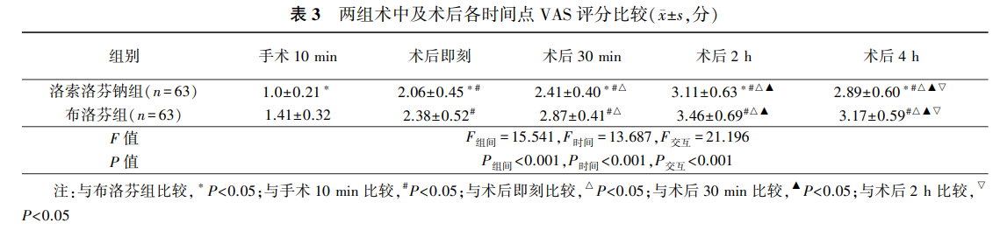 表 3 两组术中及术后各时间点 VAS 评分比较(x̄±s,分)
组别 手术 10 min 术后即刻 术后 30 min 术后 2 h 术后 4 h
洛索洛芬钠组(n=63) 1.0±0.21* 2.06±0.45*# 2.41±0.40*#△ 3.11±0.63*#△▲ 2.89±0.60*#△▲▽
布洛芬组(n=63) 1.41±0.32 2.38±0.52# 2.87±0.41#△ 3.46±0.69#△▲ 3.17±0.59#△▲▽
F 值 F组间=15.541,F时间=13.687,F交互=21.196
P 值 P组间<0.001,P时间<0.001,P交互<0.001
注:与布洛芬组比较,*P<0.05;与手术 10 min 比较,#P<0.05;与术后即刻比较,△P<0.05;与术后 30 min 比较,▲P<0.05;与术后 2 h 比较,▽
P<0.05